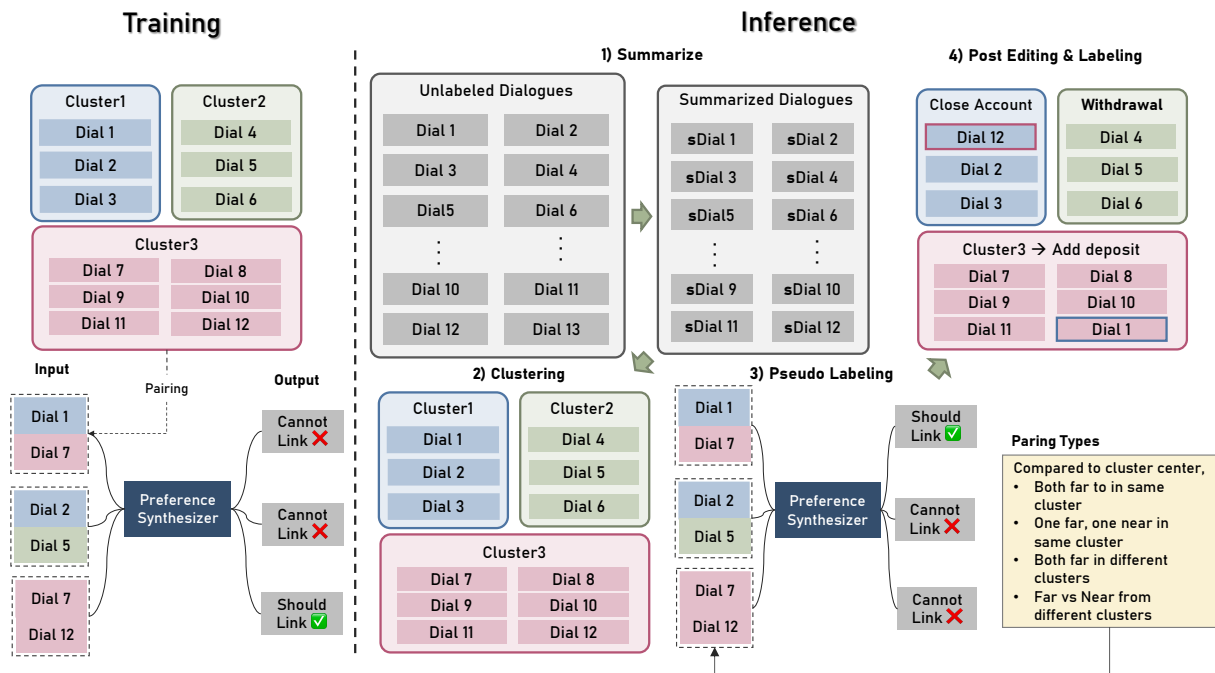 Training
Cluster1
Dial 1
Dial 2
Dial 3
Cluster2
Dial 4
Dial 5
Dial 6
Cluster3
Dial 7
Dial 8
Dial 9
Dial 10
Dial 11
Dial 12
Input
Pairing
Output
Dial 1
Dial 7
Dial 2
Dial 5
Dial 7
Dial 12
Preference
Synthesizer
Cannot
Link ❌
Cannot
Link ❌
Should
Link ✅
Inference
1) Summarize
Unlabeled Dialogues
Dial 1
Dial 2
Dial 3
Dial 4
Dial5
Dial 6
⋮
⋮
Dial 10
Dial 11
Dial 12
Dial 13
Summarized Dialogues
sDial 1
sDial 2
sDial 3
sDial 4
sDial5
sDial 6
⋮
⋮
sDial 9
sDial 10
sDial 11
sDial 12
2) Clustering
Cluster1
Dial 1
Dial 2
Dial 3
Cluster2
Dial 4
Dial 5
Dial 6
Cluster3
Dial 7
Dial 8
Dial 9
Dial 10
Dial 11
Dial 12
3) Pseudo Labeling
Dial 1
Dial 7
Dial 2
Dial 5
Dial 7
Dial 12
Preference
Synthesizer
Should
Link ✅
Cannot
Link ❌
Cannot
Link ❌
4) Post Editing & Labeling
Close Account
Dial 12
Dial 2
Dial 3
Withdrawal
Dial 4
Dial 5
Dial 6
Cluster3 → Add deposit
Dial 7
Dial 8
Dial 9
Dial 10
Dial 11
Dial 1
Paring Types
Compared to cluster center,
• Both far to in same
cluster
• One far, one near in
same cluster
• Both far in different
clusters
• Far vs Near from
different clusters